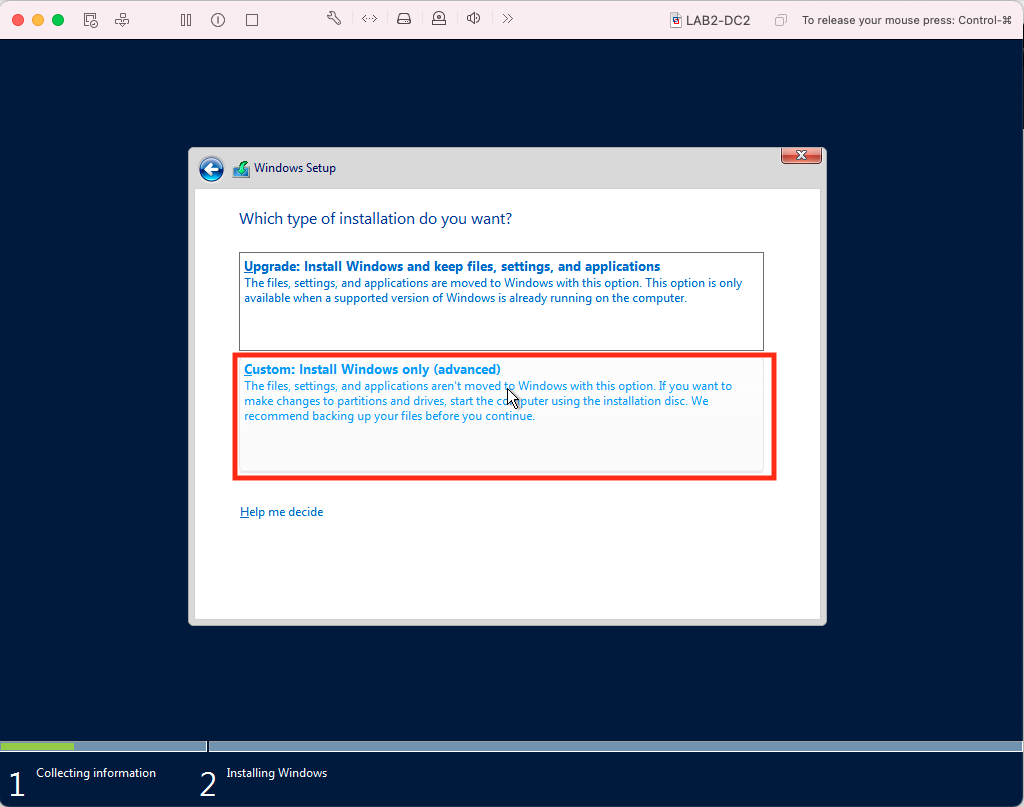 LAB2-DC2
To release your mouse press: Control-⌘
Windows Setup
Which type of installation do you want?
Upgrade: Install Windows and keep files, settings, and applications
The files, settings, and applications are moved to Windows with this option. This option is only
available when a supported version of Windows is already running on the computer.
Custom: Install Windows only (advanced)
The files, settings, and applications aren't moved to Windows with this option. If you want to
make changes to partitions and drives, start the computer using the installation disc. We
recommend backing up your files before you continue.
Help me decide
1 Collecting information
2 Installing Windows